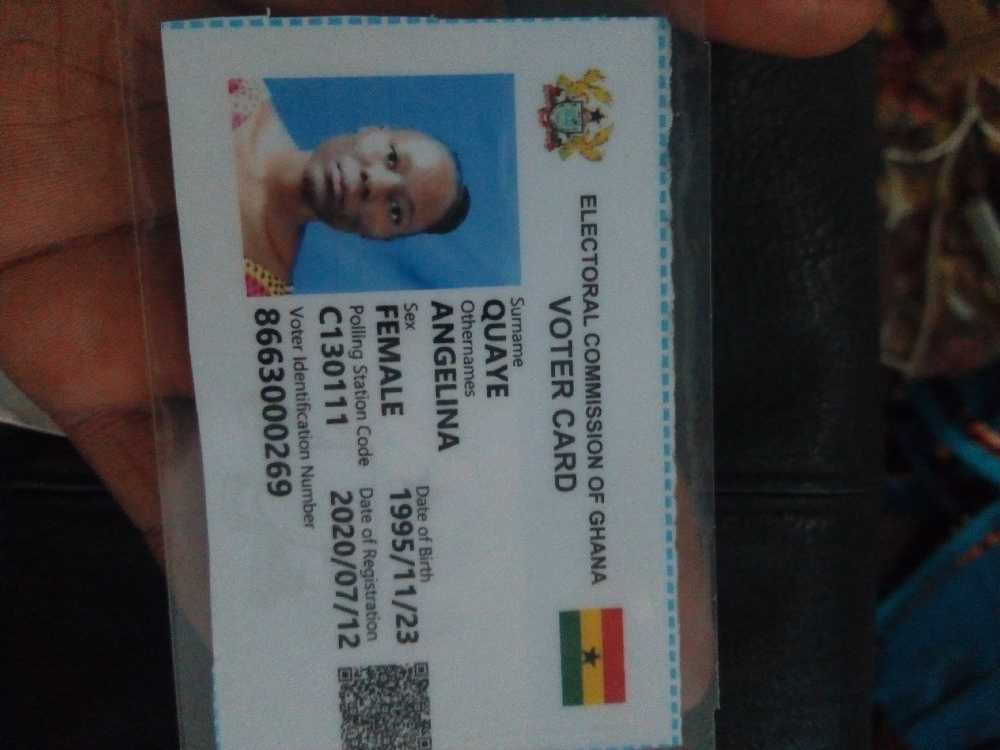 ELECTORAL COMMISSION OF GHANA
VOTER CARD
Surname
QUAYE
Othernames
ANGELINA
Sex
FEMALE
Date of Birth
1995/11/23
Polling Station Code
C130111
Date of Registration
2020/07/12
Voter Identification Number
8663000269